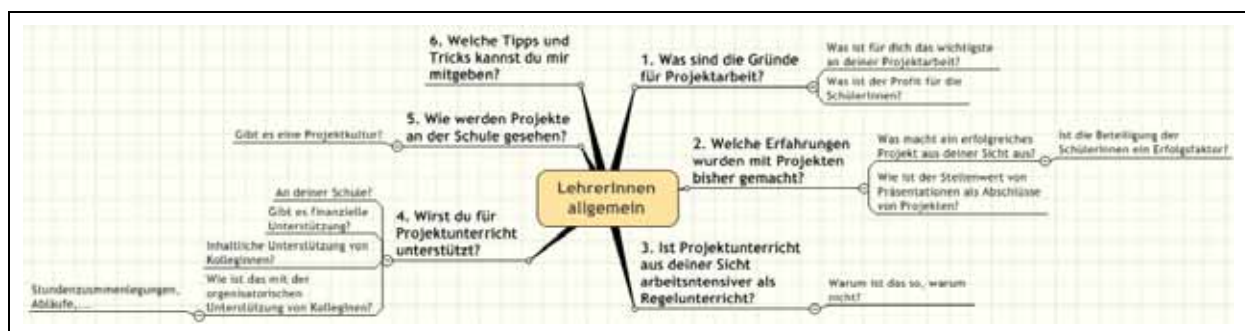 LehrerInnen
allgemein
1. Was sind die Gründe
für Projektarbeit?
Was ist für dich das wichtigste
an deiner Projektarbeit?
Was ist der Profit für die
SchülerInnen?
2. Welche Erfahrungen
wurden mit Projekten
bisher gemacht?
Was macht ein erfolgreiches
Projekt aus deiner Sicht aus?
Ist die Beteiligung der
SchülerInnen ein Erfolgsfaktor?
Wie ist der Stellenwert von
Präsentationen als Abschlüsse
von Projekten?
3. Ist Projektunterricht
aus deiner Sicht
arbeitsntensiver als
Regelunterricht?
Warum ist das so, warum
nicht?
4. Wirst du für
Projektunterricht
unterstützt?
An deiner Schule?
Gibt es finanzielle
Unterstützung?
Inhaltliche Unterstützung von
KollegInnen?
Wie ist das mit der
organisatorischen
Unterstützung von KollegInen?
Stundenzusmmenlegungen,
Abläufe,...
5. Wie werden Projekte
an der Schule gesehen?
Gibt es eine Projektkultur?
6. Welche Tipps und
Tricks kannst du mir
mitgeben?